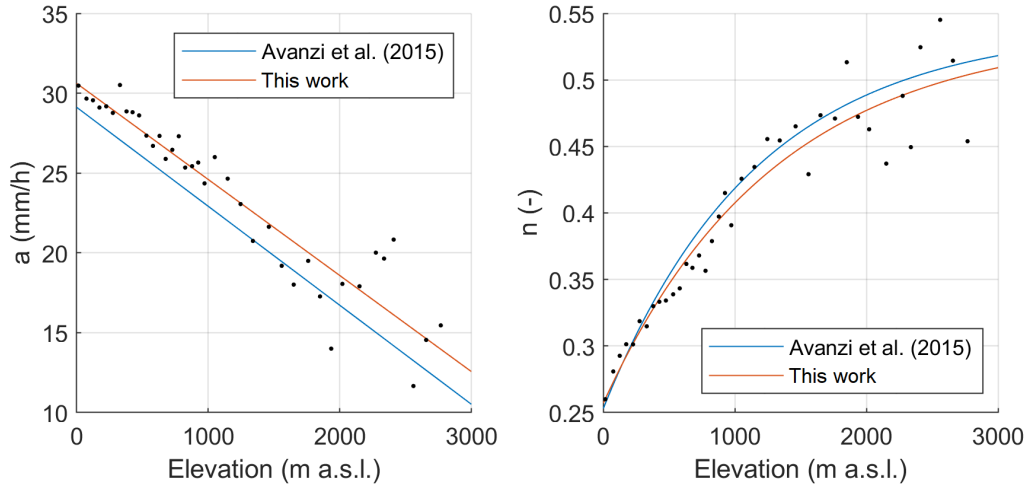 35
30
25
20
15
10
a (mm/h)
0 1000 2000 3000
Elevation (m a.s.l.)
Avanzi et al. (2015)
This work
0.55
0.5
0.45
0.4
0.35
0.3
0.25
n (-)
0 1000 2000 3000
Elevation (m a.s.l.)
Avanzi et al. (2015)
This work